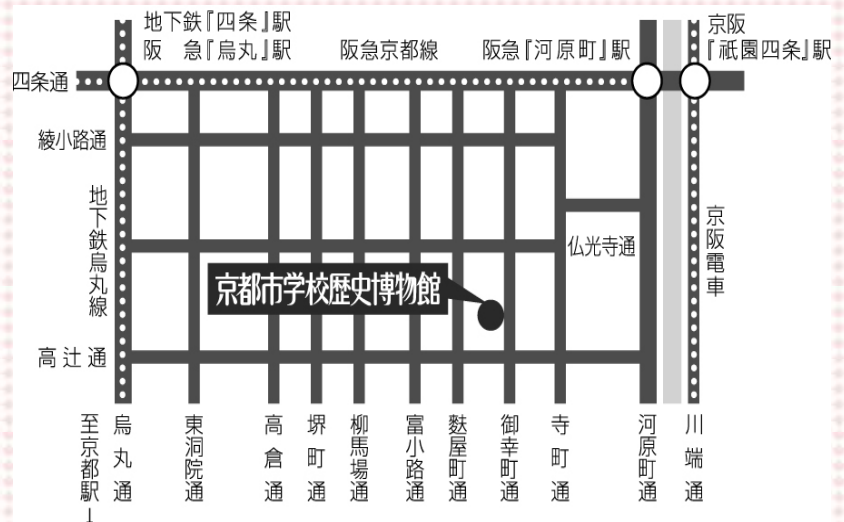 地下鉄『四条』駅
阪　急『烏丸』駅
阪急京都線
阪急『河原町』駅
京阪
『祇園四条』駅
四条通
綾小路通
地下鉄烏丸線
京阪電車
仏光寺通
京都市学校歴史博物館
高辻通
至京都駅→
烏丸通
東洞院通
高倉通
堺町通
柳馬場通
富小路通
麩屋町通
御幸町通
寺町通
河原町通
川端通